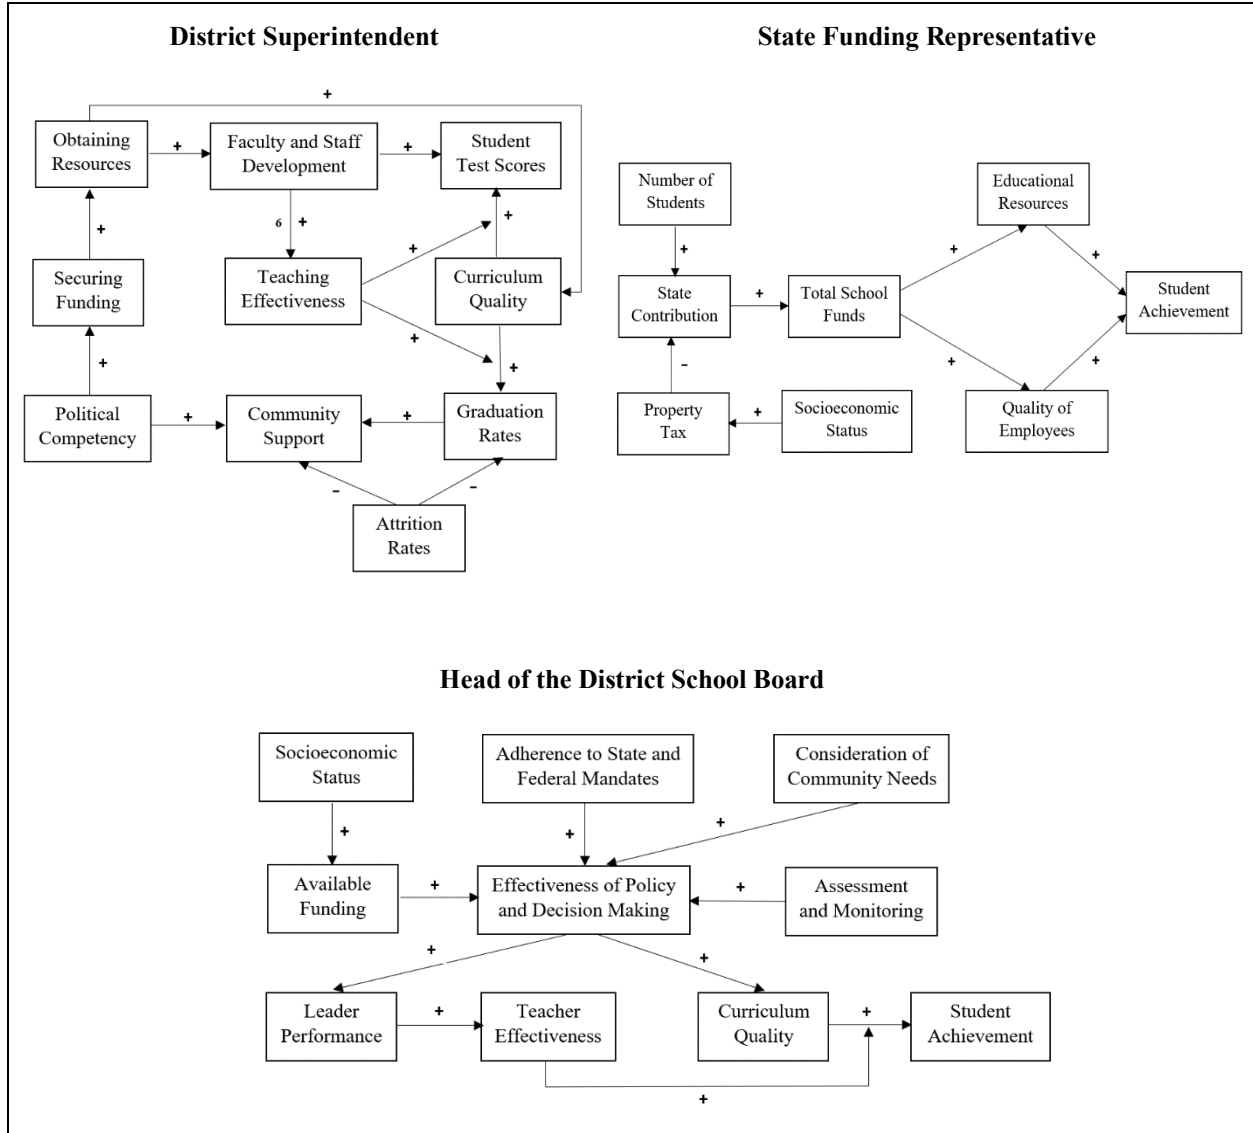 District Superintendent
State Funding Representative
+
Obtaining
Resources
+
Faculty and Staff
Development
+
Student
Test Scores
Number of
Students
Educational
Resources
+
6 +
+
+
+
+
+
Securing
Funding
Teaching
Effectiveness
Curriculum
Quality
State
Contribution
+
Total School
Funds
Student
Achievement
+
+
+
−
+
+
Political
Competency
+
Community
Support
+
Graduation
Rates
Property
Tax
+
Socioeconomic
Status
Quality of
Employees
−
−
Attrition
Rates
Head of the District School Board
Socioeconomic
Status
Adherence to State and
Federal Mandates
Consideration of
Community Needs
+
+
+
Available
Funding
+
Effectiveness of Policy
and Decision Making
+
Assessment
and Monitoring
+
+
Leader
Performance
+
Teacher
Effectiveness
Curriculum
Quality
+
Student
Achievement
+